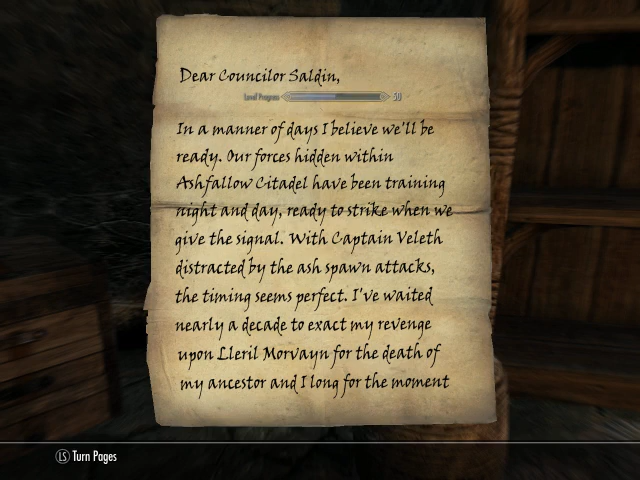 Dear Councilor Saldin,
Level Progress 50
In a manner of days I believe we'll be
ready. Our forces hidden within
Ashfallow Citadel have been training
night and day, ready to strike when we
give the signal. With Captain Veleth
distracted by the ash spawn attacks,
the timing seems perfect. I've waited
nearly a decade to exact my revenge
upon Lleril Morvayn for the death of
my ancestor and I long for the moment
LS Turn Pages